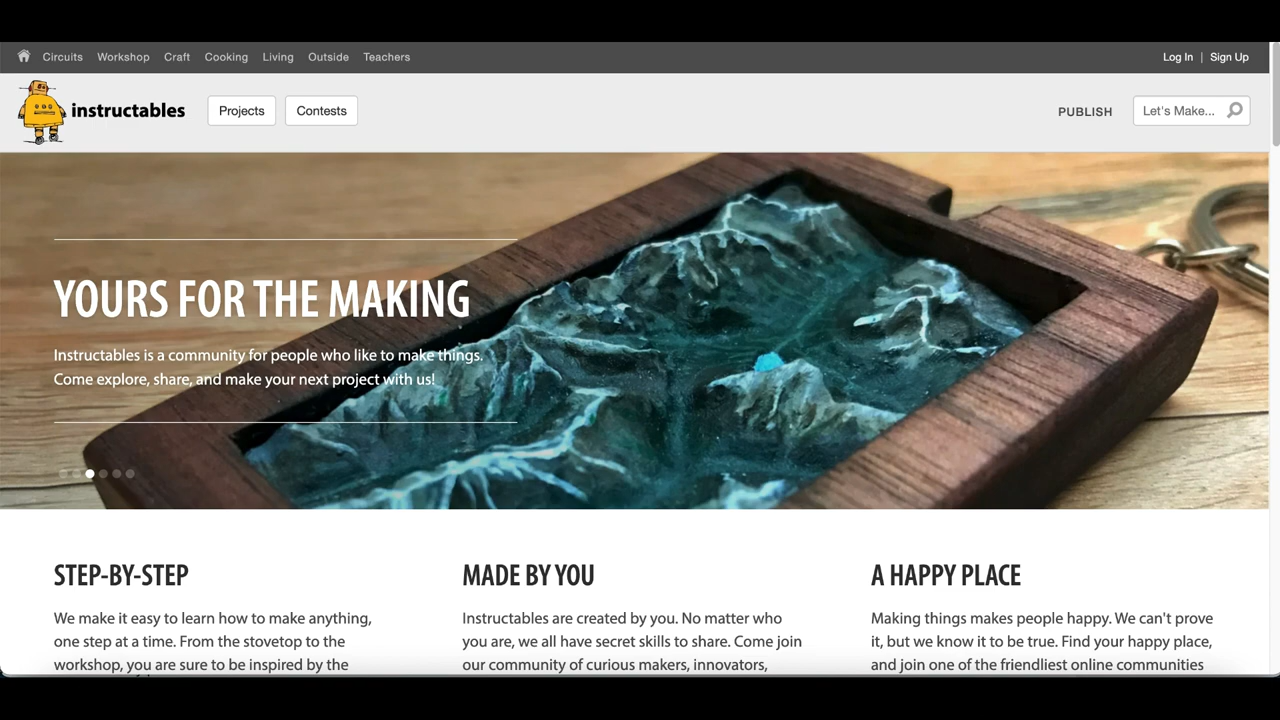 Circuits Workshop Craft Cooking Living Outside Teachers Log In | Sign Up
instructables Projects Contests PUBLISH Let's Make...
YOURS FOR THE MAKING
Instructables is a community for people who like to make things.
Come explore, share, and make your next project with us!
STEP-BY-STEP
We make it easy to learn how to make anything,
one step at a time. From the stovetop to the
workshop, you are sure to be inspired by the
MADE BY YOU
Instructables are created by you. No matter who
you are, we all have secret skills to share. Come join
our community of curious makers, innovators,
A HAPPY PLACE
Making things makes people happy. We can't prove
it, but we know it to be true. Find your happy place,
and join one of the friendliest online communities